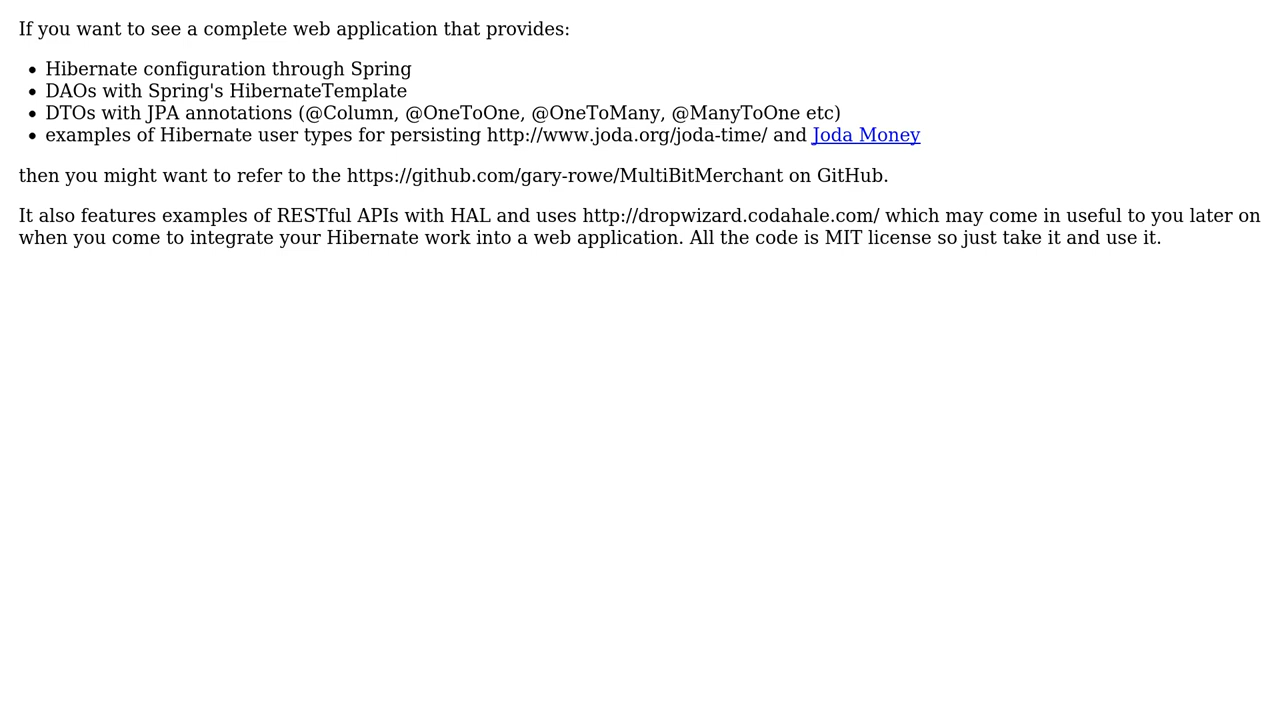 If you want to see a complete web application that provides:
• Hibernate configuration through Spring
• DAOs with Spring's HibernateTemplate
• DTOs with JPA annotations (@Column, @OneToOne, @OneToMany, @ManyToOne etc)
• examples of Hibernate user types for persisting http://www.joda.org/joda-time/ and Joda Money
then you might want to refer to the https://github.com/gary-rowe/MultiBitMerchant on GitHub.
It also features examples of RESTful APIs with HAL and uses http://dropwizard.codahale.com/ which may come in useful to you later on
when you come to integrate your Hibernate work into a web application. All the code is MIT license so just take it and use it.